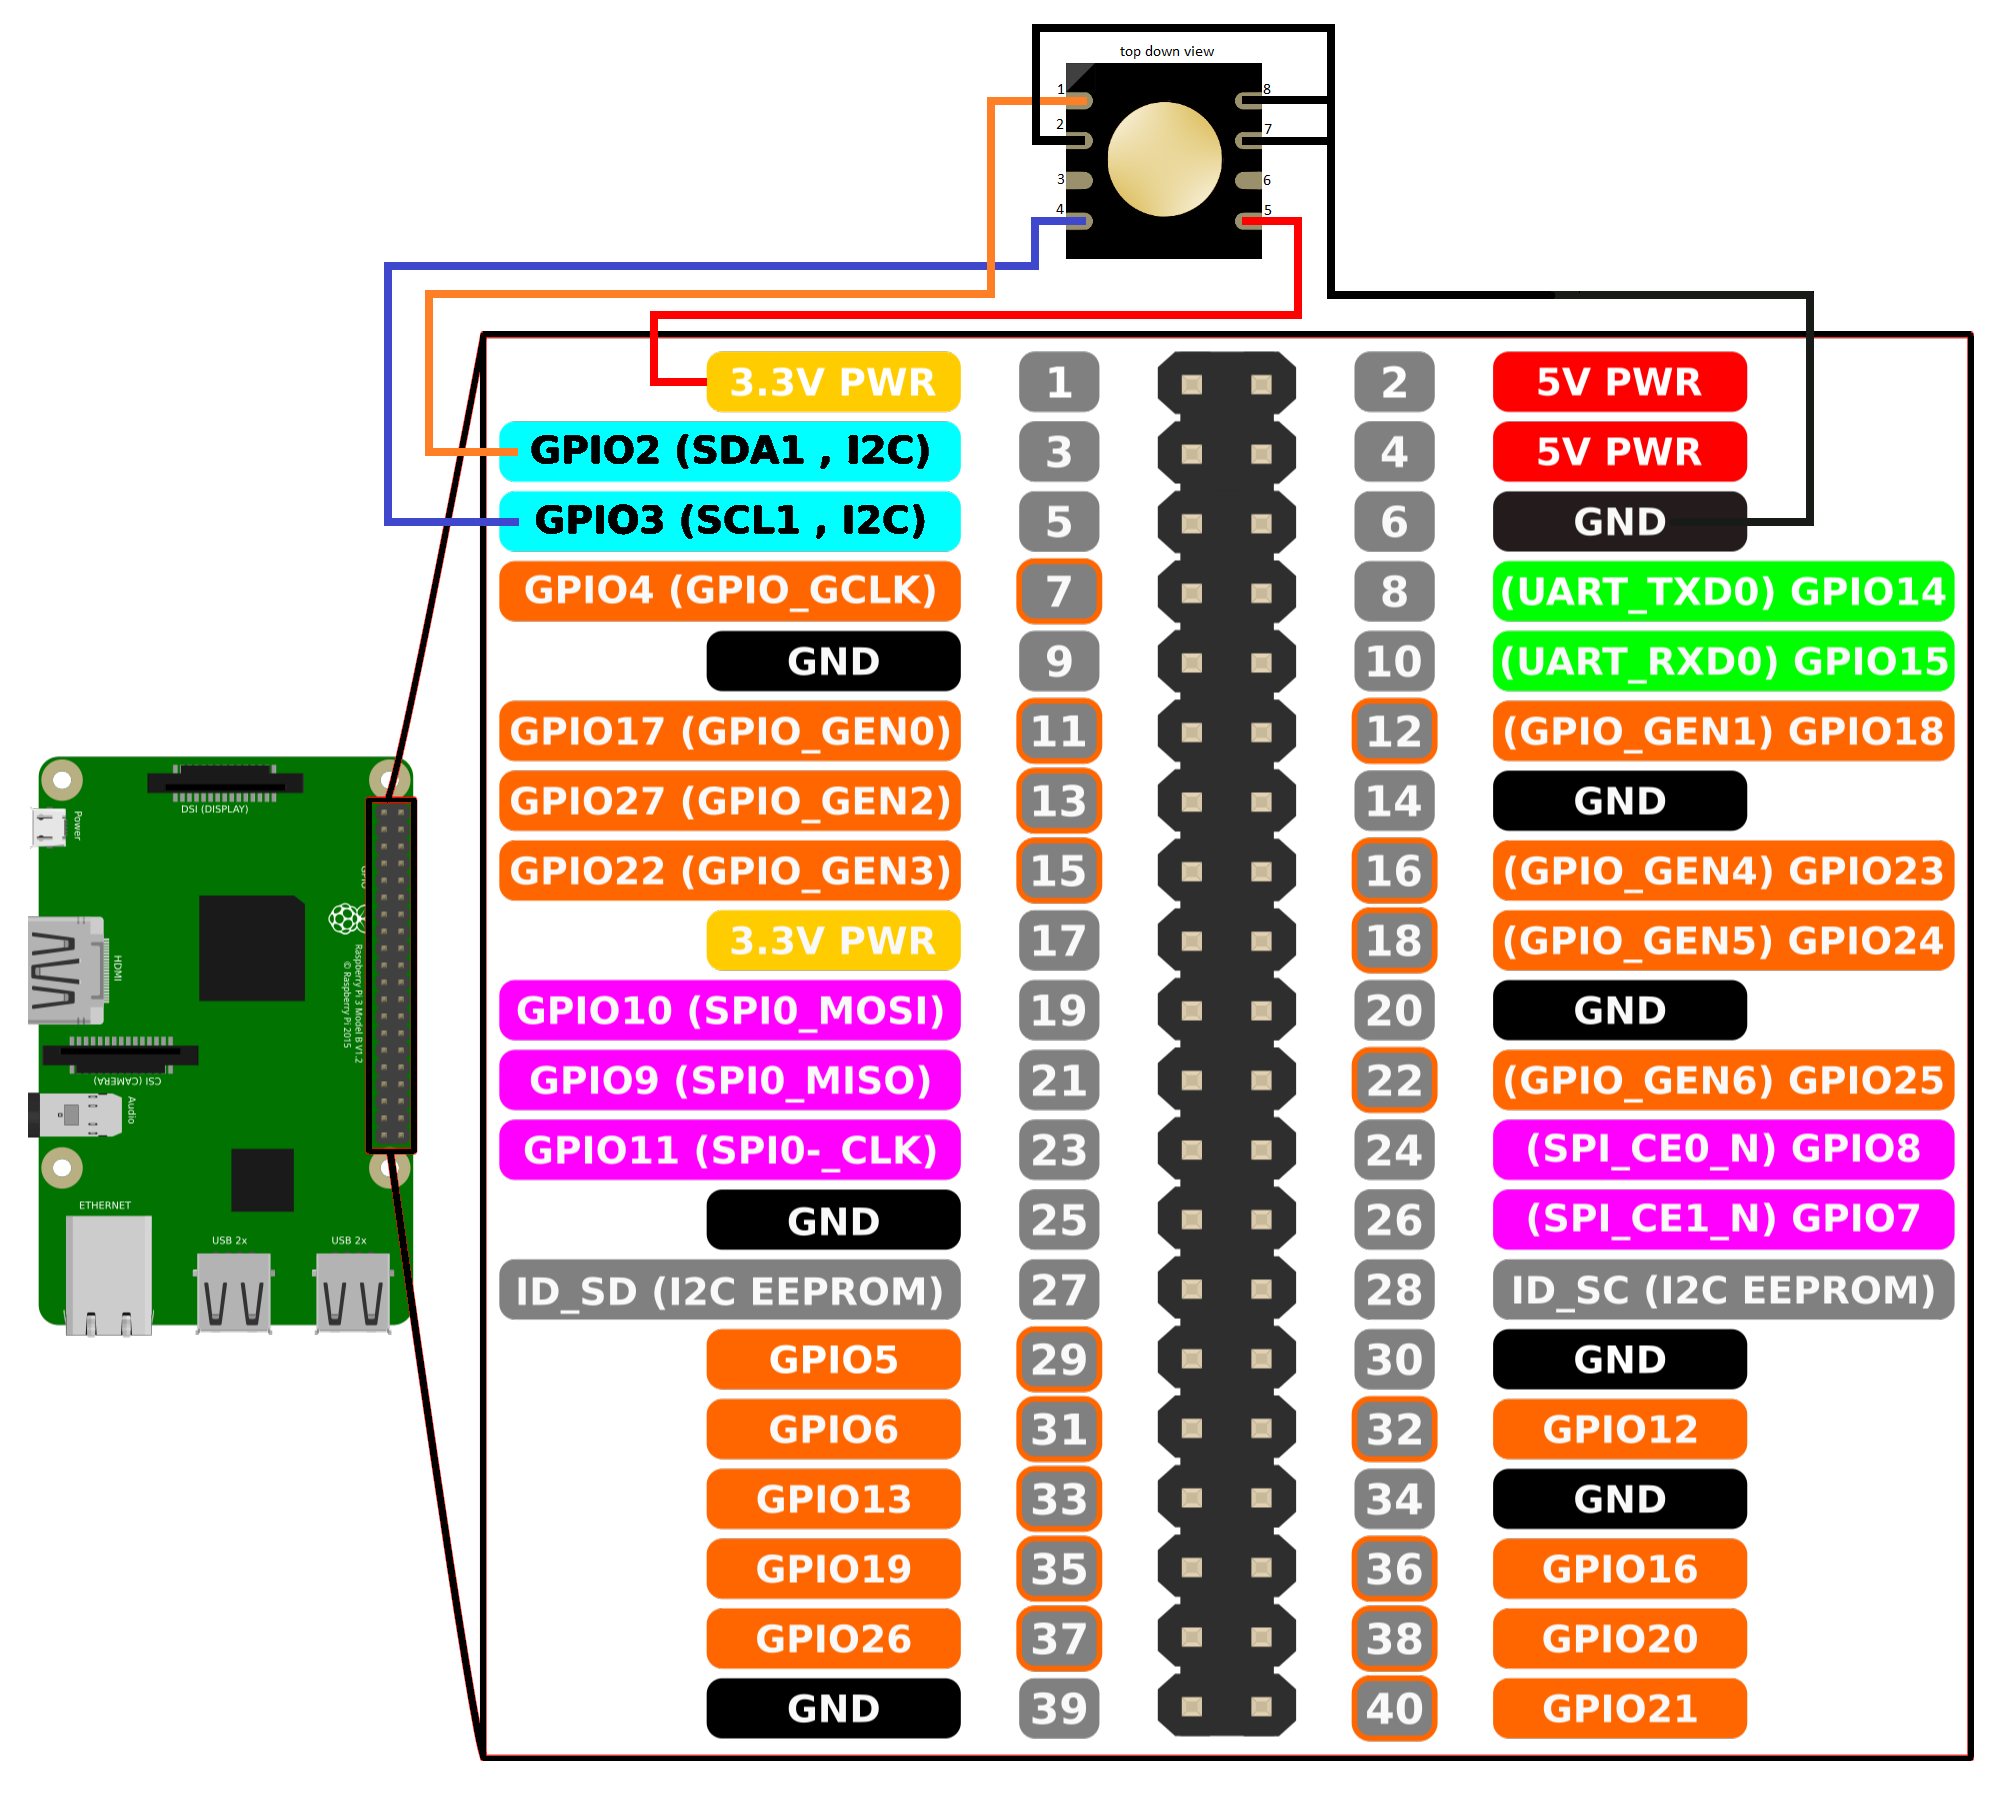 top down view
1 8
2 7
3 6
4 5
3.3V PWR 1 2 5V PWR
GPIO2 (SDA1 , I2C) 3 4 5V PWR
GPIO3 (SCL1 , I2C) 5 6 GND
GPIO4 (GPIO_GCLK) 7 8 (UART_TXD0) GPIO14
GND 9 10 (UART_RXD0) GPIO15
GPIO17 (GPIO_GEN0) 11 12 (GPIO_GEN1) GPIO18
GPIO27 (GPIO_GEN2) 13 14 GND
GPIO22 (GPIO_GEN3) 15 16 (GPIO_GEN4) GPIO23
3.3V PWR 17 18 (GPIO_GEN5) GPIO24
GPIO10 (SPI0_MOSI) 19 20 GND
GPIO9 (SPI0_MISO) 21 22 (GPIO_GEN6) GPIO25
GPIO11 (SPI0-_CLK) 23 24 (SPI_CE0_N) GPIO8
GND 25 26 (SPI_CE1_N) GPIO7
ID_SD (I2C EEPROM) 27 28 ID_SC (I2C EEPROM)
GPIO5 29 30 GND
GPIO6 31 32 GPIO12
GPIO13 33 34 GND
GPIO19 35 36 GPIO16
GPIO26 37 38 GPIO20
GND 39 40 GPIO21
DSI (DISPLAY)
Power
GPIO
HDMI
Raspberry Pi 3 Model B V1.2
© Raspberry Pi 2015
CSI (CAMERA)
Audio
ETHERNET
USB 2x
USB 2x